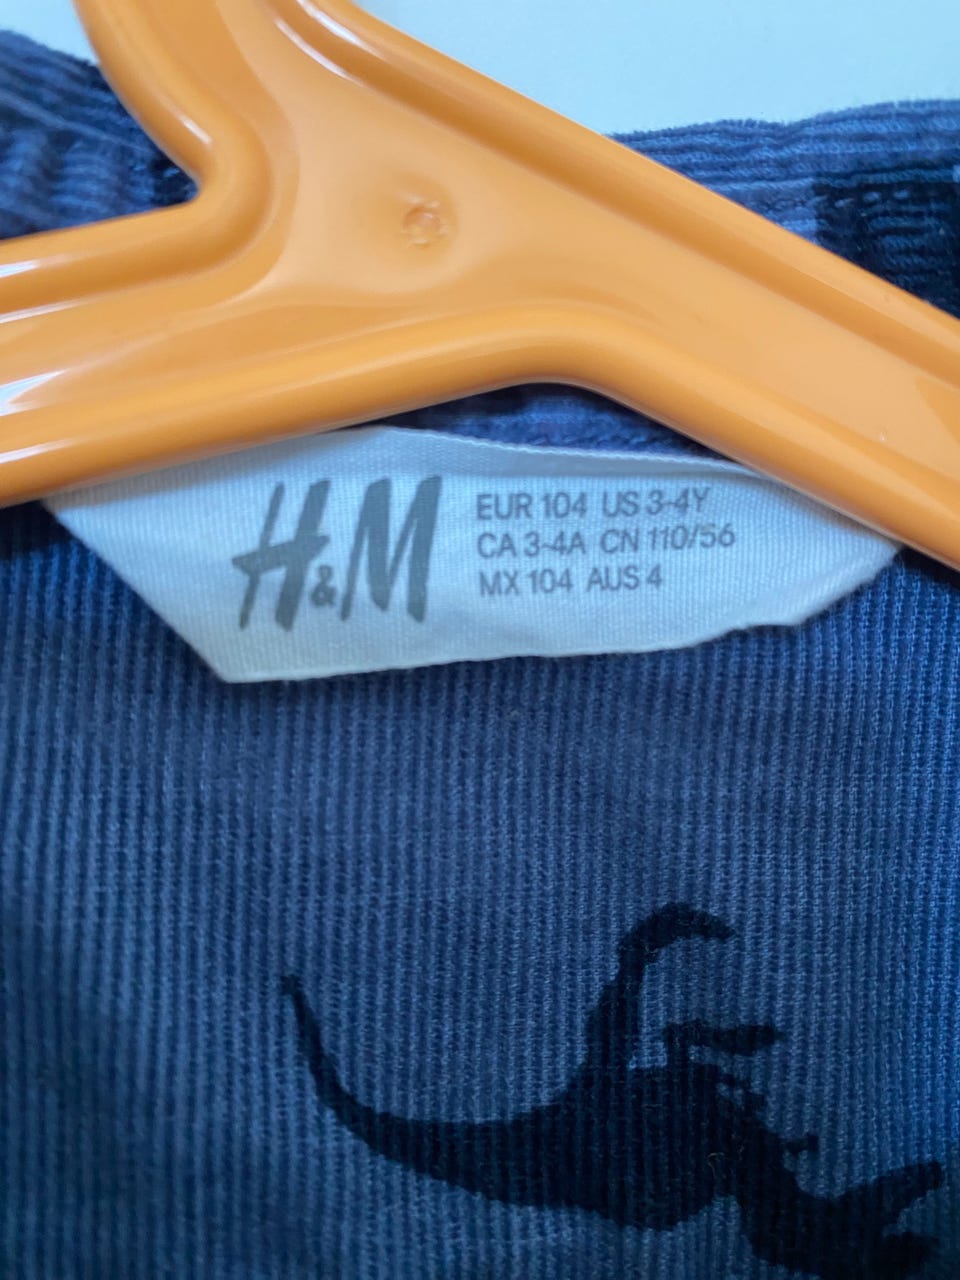 H&M
EUR 104 US 3-4Y
CA 3-4A CN 110/56
MX 104 AUS 4